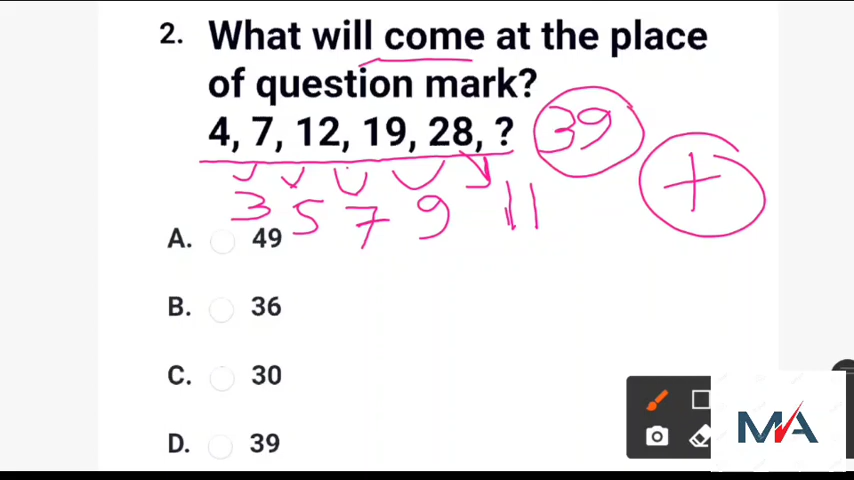 2. What will come at the place
of question mark?
4, 7, 12, 19, 28, ? 39 +
3 5 7 9 11
A. 49
B. 36
C. 30
D. 39
MA